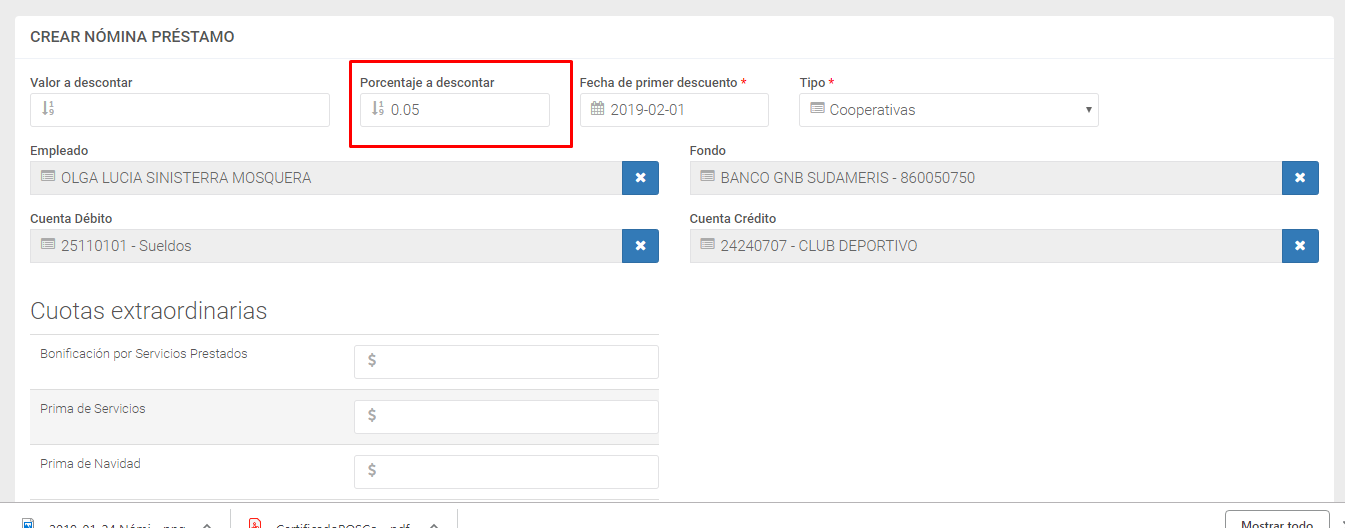 CREAR NÓMINA PRÉSTAMO
Valor a descontar Porcentaje a descontar Fecha de primer descuento * Tipo *
0.05 2019-02-01 Cooperativas
Empleado Fondo
OLGA LUCIA SINISTERRA MOSQUERA BANCO GNB SUDAMERIS - 860050750
Cuenta Débito Cuenta Crédito
25110101 - Sueldos 24240707 - CLUB DEPORTIVO
Cuotas extraordinarias
Bonificación por Servicios Prestados $
Prima de Servicios $
Prima de Navidad $
Mostrar todo